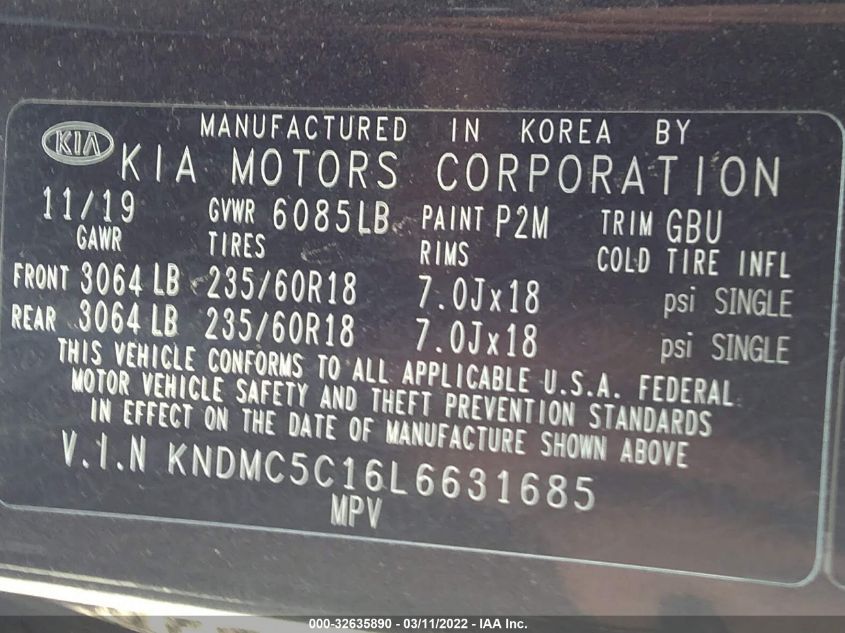 KIA
MANUFACTURED IN KOREA BY
KIA MOTORS CORPORATION
11/19 GVWR 6085LB PAINT P2M TRIM GBU
GAWR TIRES RIMS COLD TIRE INFL
FRONT 3064 LB 235/60R18 7.0Jx18 psi SINGLE
REAR 3064 LB 235/60R18 7.0Jx18 psi SINGLE
THIS VEHICLE CONFORMS TO ALL APPLICABLE U.S.A. FEDERAL
MOTOR VEHICLE SAFETY AND THEFT PREVENTION STANDARDS
IN EFFECT ON THE DATE OF MANUFACTURE SHOWN ABOVE
V.I.N KNDMC5C16L6631685
MPV
000-32635890 - 03/11/2022 - IAA Inc.